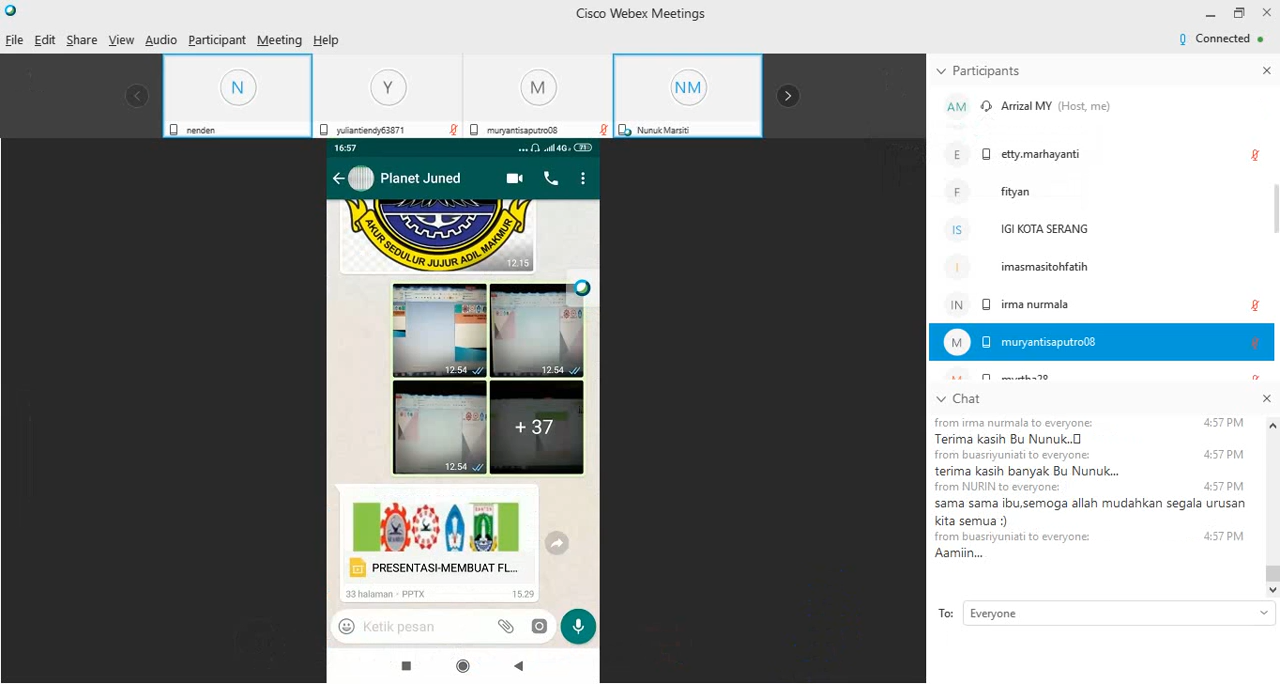 Cisco Webex Meetings
File Edit Share View Audio Participant Meeting Help
Connected
N
nenden
Y
yuliantiendy63871
M
muryantisaputro08
NM
Nunuk Marsiti
16:57
4G+
Planet Juned
AKUR SEDULUR JUJUR ADIL MAKMUR
12.15
12.54
12.54
12.54
+ 37
PRESENTASI-MEMBUAT FL...
33 halaman • PPTX
15.29
Ketik pesan
Participants
AM Arrizal MY (Host, me)
E etty.marhayanti
F fityan
IS IGI KOTA SERANG
I imasmasitohfatih
IN irma nurmala
M muryantisaputro08
M myrtha28
Chat
from irma nurmala to everyone: 4:57 PM
Terima kasih Bu Nunuk..
from buasriyuniati to everyone: 4:57 PM
terima kasih banyak Bu Nunuk...
from NURIN to everyone: 4:57 PM
sama sama ibu,semoga allah mudahkan segala urusan
kita semua :)
from buasriyuniati to everyone: 4:57 PM
Aamiin...
To: Everyone